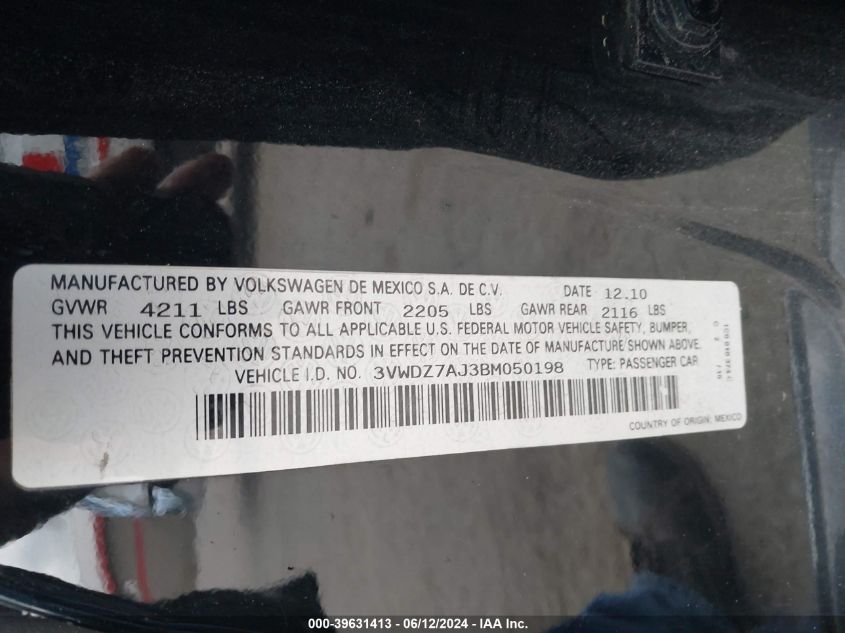 MANUFACTURED BY VOLKSWAGEN DE MEXICO S.A. DE C.V. DATE 12.10
GVWR 4211 LBS GAWR FRONT 2205 LBS GAWR REAR 2116 LBS
THIS VEHICLE CONFORMS TO ALL APPLICABLE U.S. FEDERAL MOTOR VEHICLE SAFETY, BUMPER,
AND THEFT PREVENTION STANDARDS IN EFFECT ON THE DATE OF MANUFACTURE SHOWN ABOVE.
VEHICLE I.D. NO. 3VWDZ7AJ3BM050198 TYPE: PASSENGER CAR
COUNTRY OF ORIGIN: MEXICO
000-39631413 - 06/12/2024 - IAA Inc.